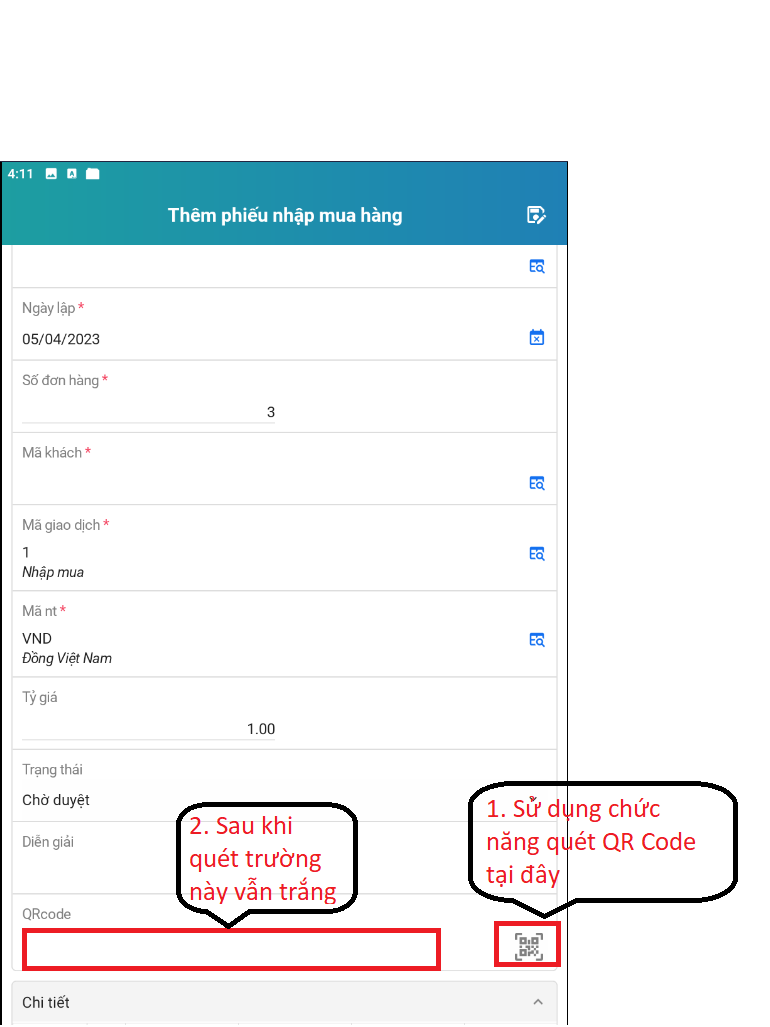 4:11
Thêm phiếu nhập mua hàng
Ngày lập *
05/04/2023
Số đơn hàng *
3
Mã khách *
Mã giao dịch *
1
Nhập mua
Mã nt *
VND
Đồng Việt Nam
Tỷ giá
1.00
Trạng thái
Chờ duyệt
1. Sử dụng chức
năng quét QR Code
tại đây
2. Sau khi
quét trường
này vẫn trắng
Diễn giải
QRcode
Chi tiết